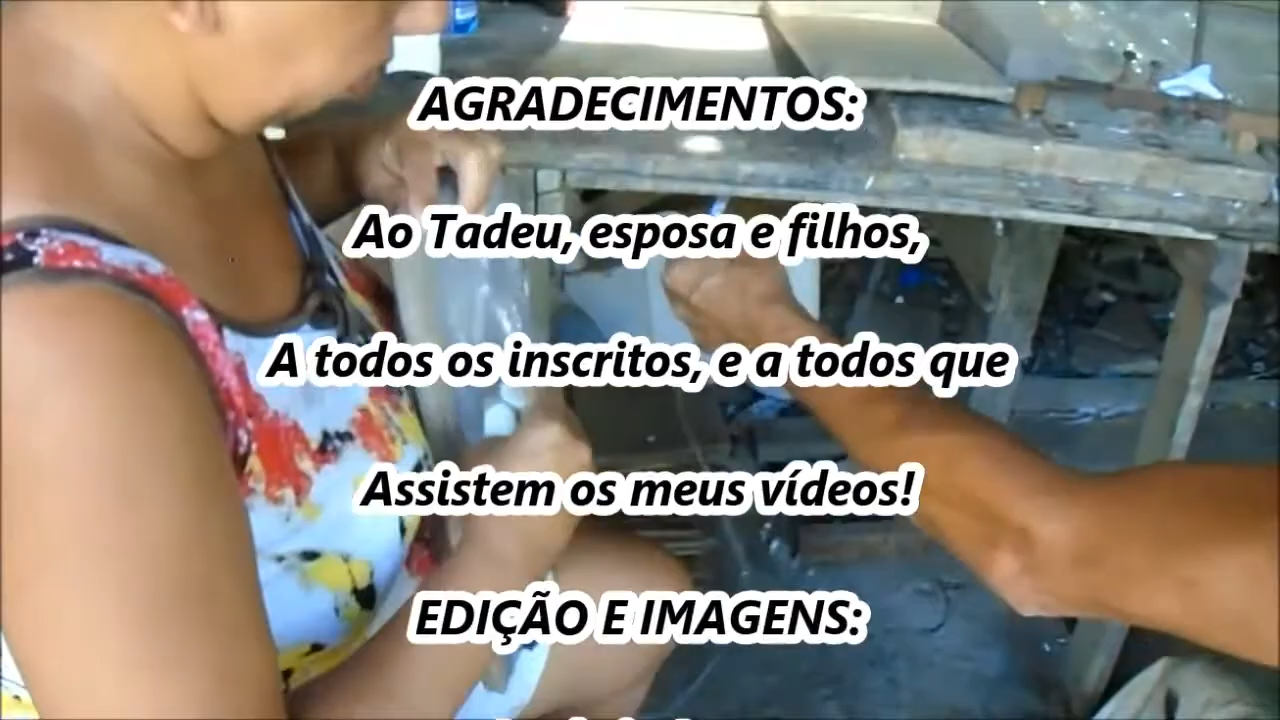 AGRADECIMENTOS:
Ao Tadeu, esposa e filhos,
A todos os inscritos, e a todos que
Assistem os meus vídeos!
EDIÇÃO E IMAGENS: